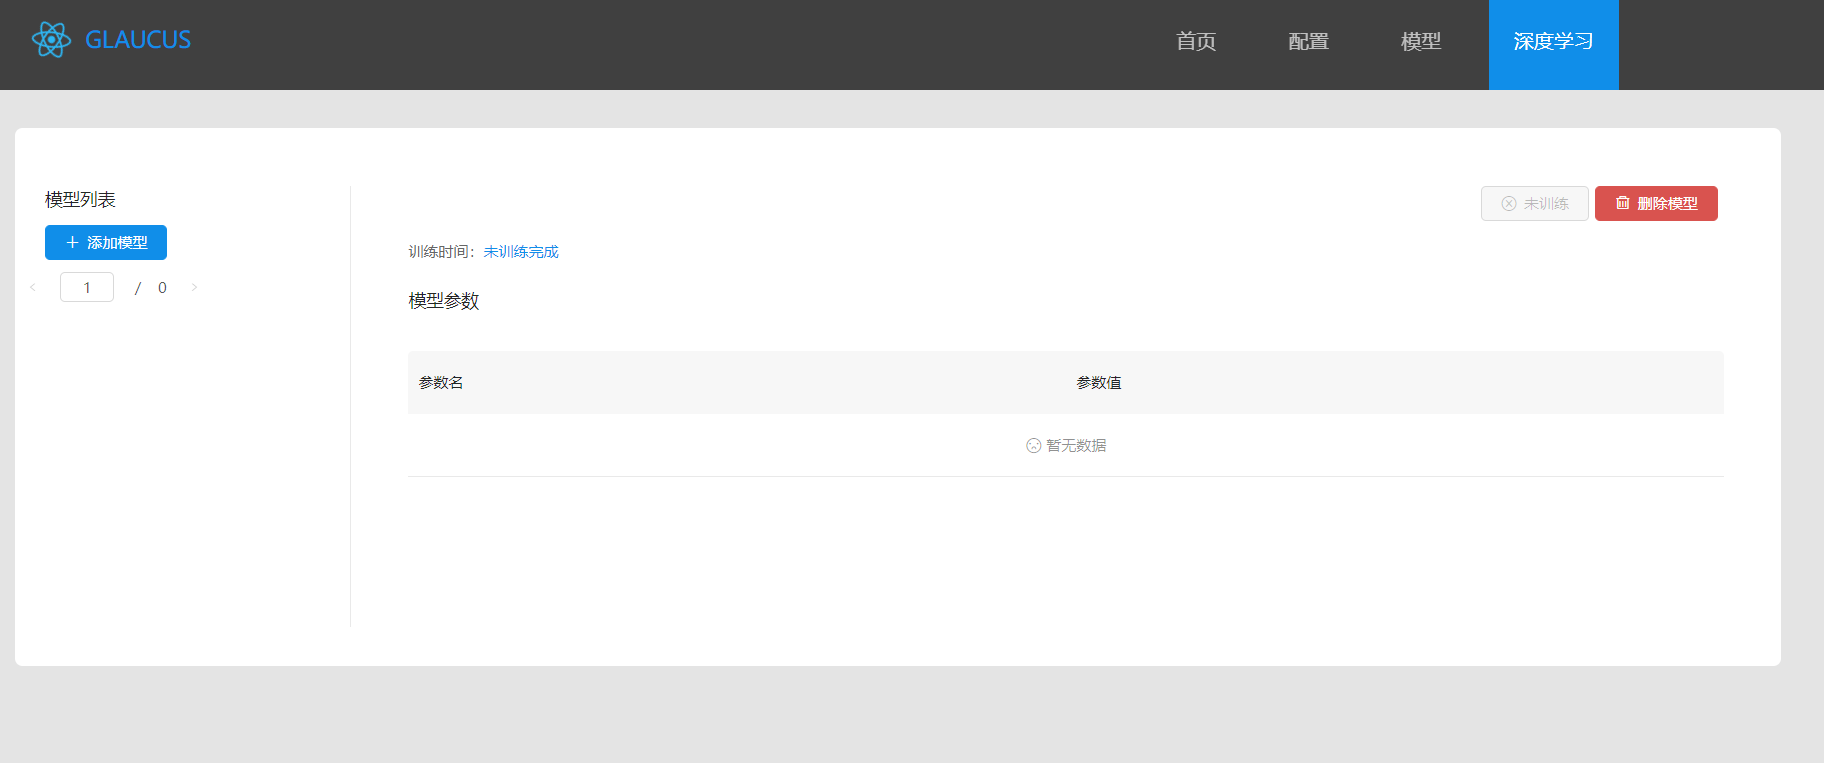 GLAUCUS
首页 配置 模型 深度学习
模型列表
添加模型
1 / 0
未训练 删除模型
训练时间：未训练完成
模型参数
参数名 参数值
暂无数据